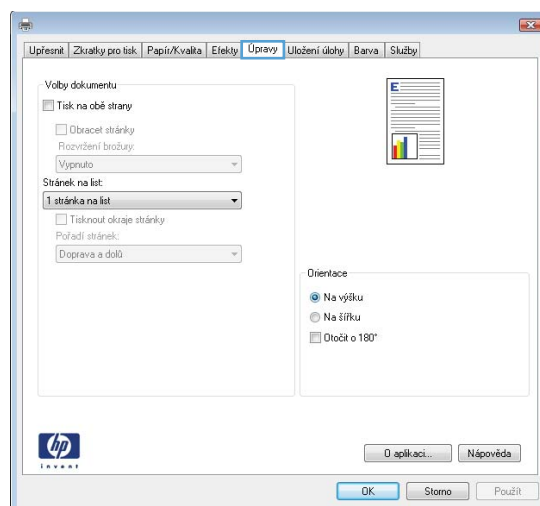 Upřesnit Zkratky pro tisk Papír/Kvalita Efekty Úpravy Uložení úlohy Barva Služby
Volby dokumentu
Tisk na obě strany
Obracet stránky
Rozvržení brožury:
Vypnuto
Stránek na list:
1 stránka na list
Tisknout okraje stránky
Pořadí stránek:
Doprava a dolů
E
Orientace
Na výšku
Na šířku
Otočit o 180°
hp
invent
O aplikaci... Nápověda
OK Storno Použít